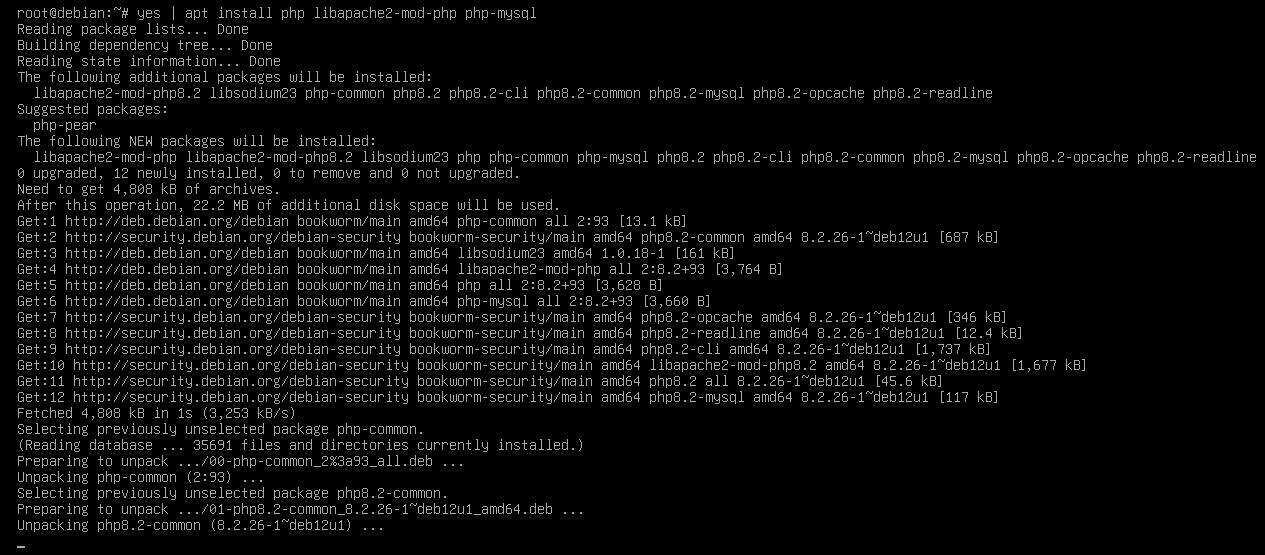 root@debian:~# yes | apt install php libapache2-mod-php php-mysql
Reading package lists... Done
Building dependency tree... Done
Reading state information... Done
The following additional packages will be installed:
  libapache2-mod-php8.2 libsodium23 php-common php8.2 php8.2-cli php8.2-common php8.2-mysql php8.2-opcache php8.2-readline
Suggested packages:
  php-pear
The following NEW packages will be installed:
  libapache2-mod-php libapache2-mod-php8.2 libsodium23 php php-common php-mysql php8.2 php8.2-cli php8.2-common php8.2-mysql php8.2-opcache php8.2-readline
0 upgraded, 12 newly installed, 0 to remove and 0 not upgraded.
Need to get 4,808 kB of archives.
After this operation, 22.2 MB of additional disk space will be used.
Get:1 http://deb.debian.org/debian bookworm/main amd64 php-common all 2:93 [13.1 kB]
Get:2 http://security.debian.org/debian-security bookworm-security/main amd64 php8.2-common amd64 8.2.26-1~deb12u1 [687 kB]
Get:3 http://deb.debian.org/debian bookworm/main amd64 libsodium23 amd64 1.0.18-1 [161 kB]
Get:4 http://deb.debian.org/debian bookworm/main amd64 libapache2-mod-php all 2:8.2+93 [3,764 B]
Get:5 http://deb.debian.org/debian bookworm/main amd64 php all 2:8.2+93 [3,628 B]
Get:6 http://deb.debian.org/debian bookworm/main amd64 php-mysql all 2:8.2+93 [3,660 B]
Get:7 http://security.debian.org/debian-security bookworm-security/main amd64 php8.2-opcache amd64 8.2.26-1~deb12u1 [346 kB]
Get:8 http://security.debian.org/debian-security bookworm-security/main amd64 php8.2-readline amd64 8.2.26-1~deb12u1 [12.4 kB]
Get:9 http://security.debian.org/debian-security bookworm-security/main amd64 php8.2-cli amd64 8.2.26-1~deb12u1 [1,737 kB]
Get:10 http://security.debian.org/debian-security bookworm-security/main amd64 libapache2-mod-php8.2 amd64 8.2.26-1~deb12u1 [1,677 kB]
Get:11 http://security.debian.org/debian-security bookworm-security/main amd64 php8.2 all 8.2.26-1~deb12u1 [45.6 kB]
Get:12 http://security.debian.org/debian-security bookworm-security/main amd64 php8.2-mysql amd64 8.2.26-1~deb12u1 [117 kB]
Fetched 4,808 kB in 1s (3,253 kB/s)
Selecting previously unselected package php-common.
(Reading database ... 35691 files and directories currently installed.)
Preparing to unpack .../00-php-common_2%3a93_all.deb ...
Unpacking php-common (2:93) ...
Selecting previously unselected package php8.2-common.
Preparing to unpack .../01-php8.2-common_8.2.26-1~deb12u1_amd64.deb ...
Unpacking php8.2-common (8.2.26-1~deb12u1) ...